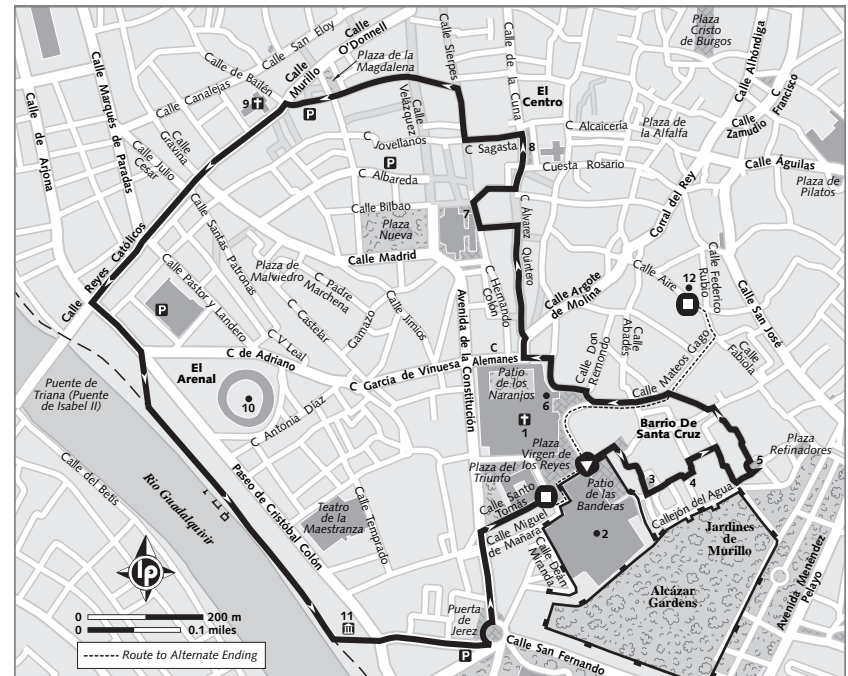 Plaza
Cristo
de Burgos
Calle San Eloy
Calle
O'Donnell
Calle Sierpes
Calle de la Cuna
Calle Alhóndiga
Plaza de la
Magdalena
Calle
Murillo
Calle de Bailén
Calle Canalejas
Calle Marqués de Paradas
Calle de Arjona
El
Centro
C
Francisco
Calle
Zamudio
9
P
Calle
Velázquez
C Alcaicería
Plaza de
la Alfalfa
Calle
Gravina
C
Jovellanos
P
C Sagasta
8
Calle Julio
Cesar
Cuesta Rosario
Calle Águilas
C Albareda
Corral del Rey
Plaza de
Pilatos
Calle Bilbao
7
C Álvarez Quintero
Calle Santas
Patronas
Plaza
Nueva
Calle Reyes Católicos
Calle Madrid
Calle Aire
12
Calle Federico
Rubio
Calle Pastor y Landero
Plaza de
Malviedro
C Padre
Marchena
C Hernando
Colón
Calle Argote
de Molina
Calle San José
P
C Castelar
Gamazo
Calle Jimios
Avenida de la Constitución
Calle Don
Remondo
Calle
Abades
C V Leal
Calle Mateos Gago
Calle
Fabiola
C de Adriano
C
C García de Vinuesa
Alemanes
El
Arenal
Patio
de los
Naranjos
6
Puente de
Triana (Puente
de Isabel II)
10
C Antonia Díaz
1
Barrio De
Santa Cruz
Plaza
Virgen de
los Reyes
Plaza
Refinadores
5
Plaza del
Triunfo
3
4
Calle del Betis
Patio
de las
Banderas
Calle Santo
Tomás
Callejón del Agua
Río Guadalquivir
Paseo de Cristóbal Colón
Teatro
de la
Maestranza
Calle Temprado
Calle Miguel
de Mañara
2
Jardines
de
Murillo
Calle Deán
Miranda
Alcázar
Gardens
Avenida Menéndez
Pelayo
lp
0 200 m
0 0.1 miles
11
Puerta
de
Jerez
Calle San Fernando
P
Route to Alternate Ending